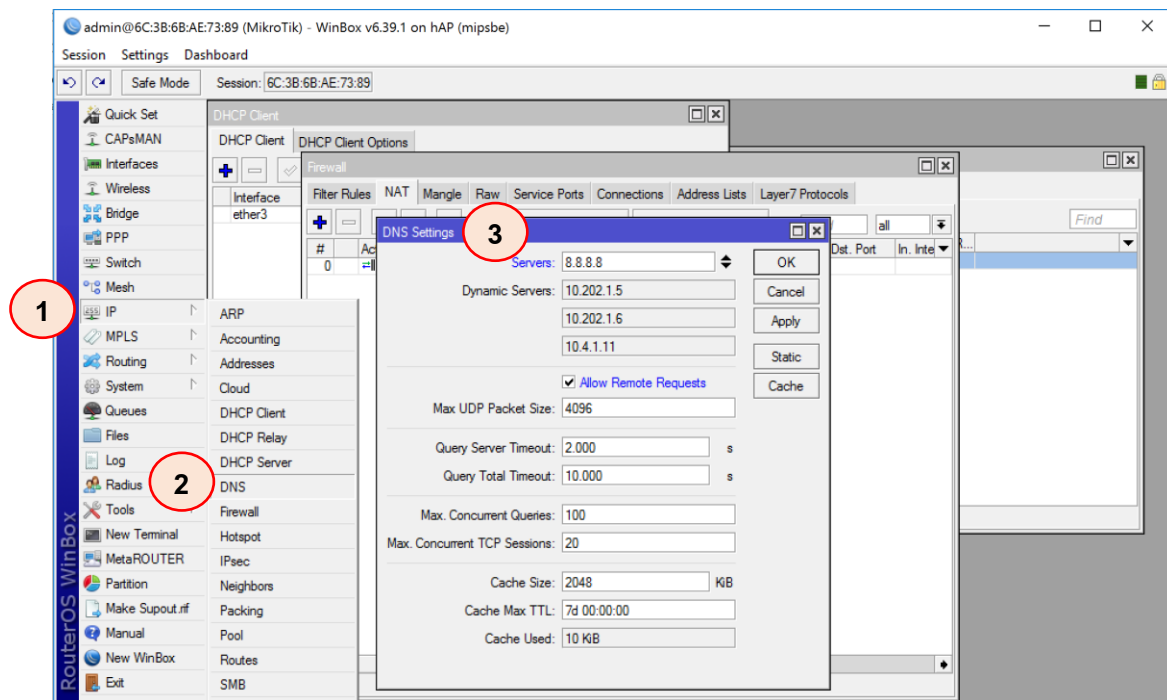 admin@6C:3B:6B:AE:73:89 (MikroTik) - WinBox v6.39.1 on hAP (mipsbe)
Session Settings Dashboard
Safe Mode Session: 6C:3B:6B:AE:73:89
RouterOS WinBox
Quick Set
CAPsMAN
Interfaces
Wireless
Bridge
PPP
Switch
Mesh
1
IP
MPLS
Routing
System
Queues
Files
Log
Radius
2
Tools
New Terminal
MetaROUTER
Partition
Make Supout.rif
Manual
New WinBox
Exit
ARP
Accounting
Addresses
Cloud
DHCP Client
DHCP Relay
DHCP Server
DNS
Firewall
Hotspot
IPsec
Neighbors
Packing
Pool
Routes
SMB
DHCP Client
DHCP Client DHCP Client Options
Interface
ether3
Firewall
Filter Rules NAT Mangle Raw Service Ports Connections Address Lists Layer7 Protocols
all
# Dst. Port In. Inte
0
Find
DNS Settings
3
Servers: 8.8.8.8
Dynamic Servers: 10.202.1.5
10.202.1.6
10.4.1.11
Allow Remote Requests
Max UDP Packet Size: 4096
Query Server Timeout: 2.000 s
Query Total Timeout: 10.000 s
Max. Concurrent Queries: 100
Max. Concurrent TCP Sessions: 20
Cache Size: 2048 KiB
Cache Max TTL: 7d 00:00:00
Cache Used: 10 KiB
OK
Cancel
Apply
Static
Cache